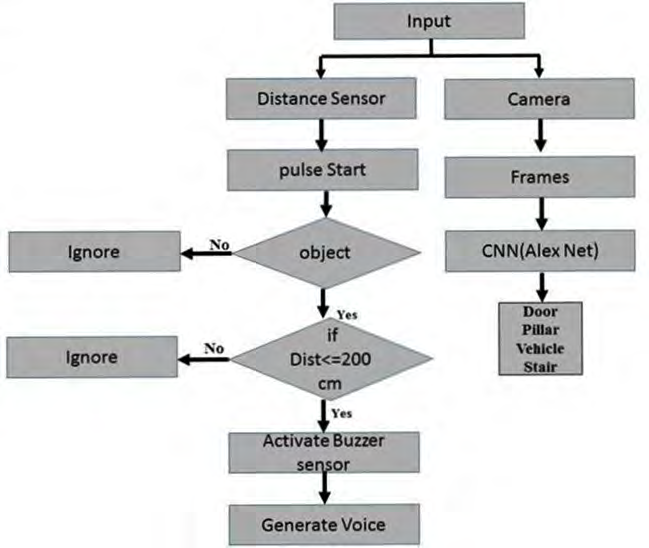 Input
Distance Sensor
Camera
pulse Start
Frames
Ignore
No
object
CNN(Alex Net)
Yes
Door
Pillar
Vehicle
Stair
Ignore
No
if
Dist<=200
cm
Yes
Activate Buzzer
sensor
Generate Voice